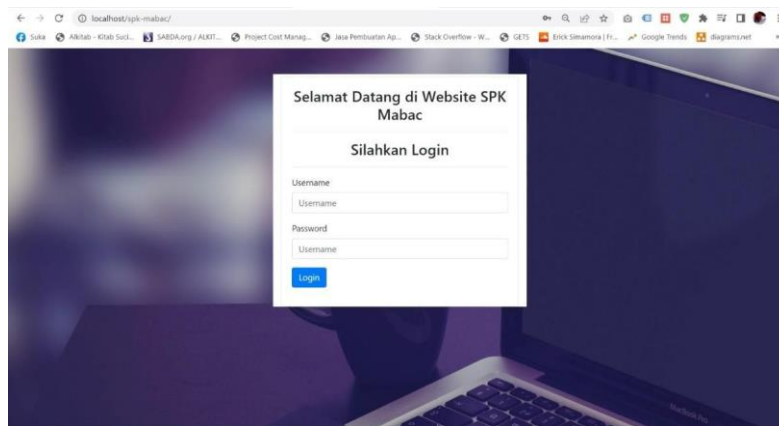 localhost/spk-mabac/
Suka Alkitab - Kitab Suci... SABDA.org / ALKIT... Project Cost Manag... Jasa Pembuatan Ap... Stack Overflow - W... GETS Erick Simamora | Fr... Google Trends diagrams.net
Selamat Datang di Website SPK
Mabac
Silahkan Login
Username
Username
Password
Username
Login
MacBook Pro